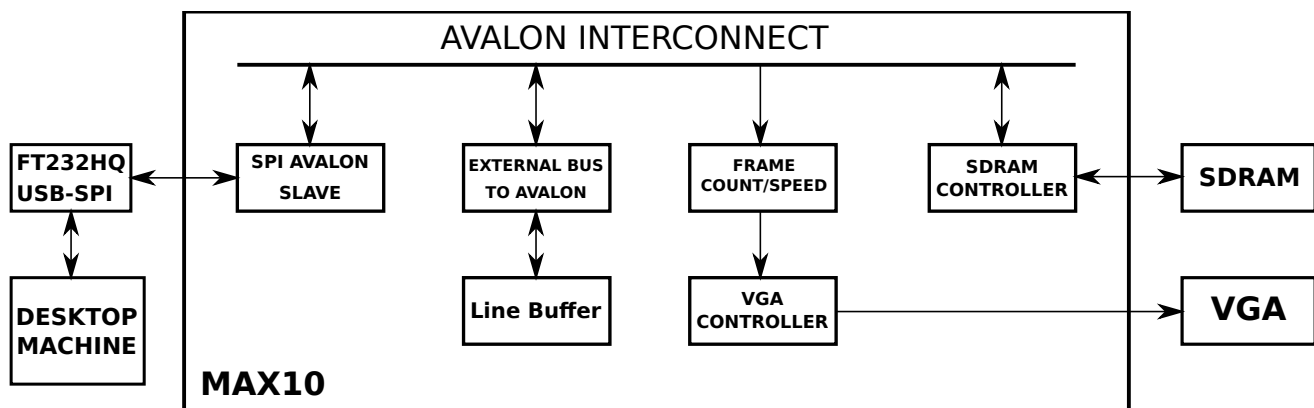 AVALON INTERCONNECT
FT232HQ
USB-SPI
SPI AVALON
SLAVE
EXTERNAL BUS
TO AVALON
FRAME
COUNT/SPEED
SDRAM
CONTROLLER
SDRAM
DESKTOP
MACHINE
Line Buffer
VGA
CONTROLLER
VGA
MAX10